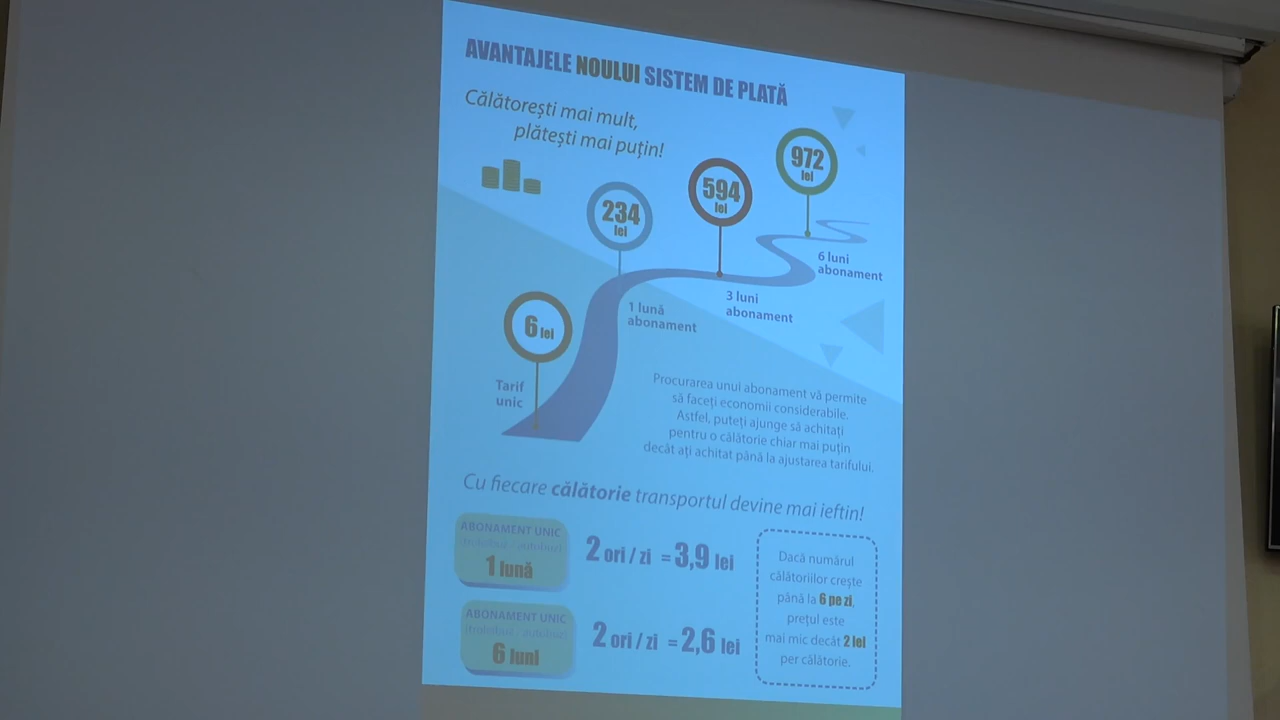 AVANTAJELE NOULUI SISTEM DE PLATĂ
Călătorești mai mult,
plătești mai puțin!
972
lei
594
lei
234
lei
6 lei
6 luni
abonament
3 luni
abonament
1 lună
abonament
Tarif
unic
Procurarea unui abonament vă permite
să faceți economii considerabile.
Astfel, puteți ajunge să achitați
pentru o călătorie chiar mai puțin
decât ați achitat până la ajustarea tarifului.
Cu fiecare călătorie transportul devine mai ieftin!
ABONAMENT UNIC
(troleibuz - autobuz)
1 lună
2 ori / zi = 3,9 lei
ABONAMENT UNIC
(troleibuz - autobuz)
6 luni
2 ori / zi = 2,6 lei
Dacă numărul
călătoriilor crește
până la 6 pe zi,
prețul este
mai mic decât 2 lei
per călătorie.